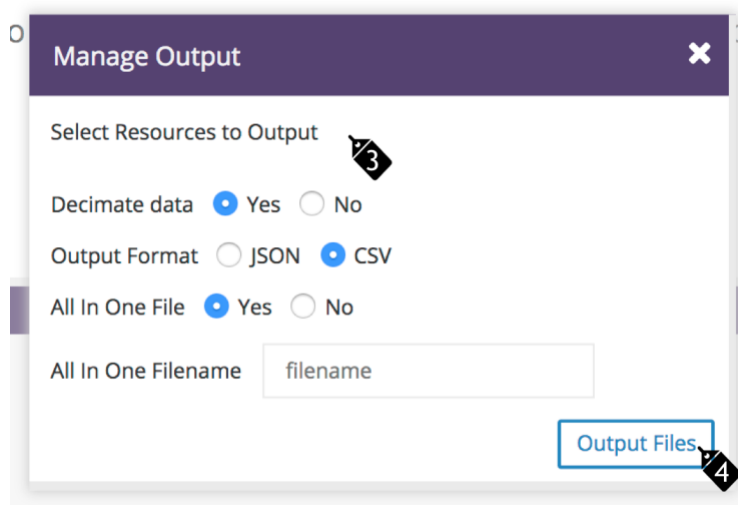 Manage Output
Select Resources to Output
3
Decimate data Yes No
Output Format JSON CSV
All In One File Yes No
All In One Filename filename
Output Files
4